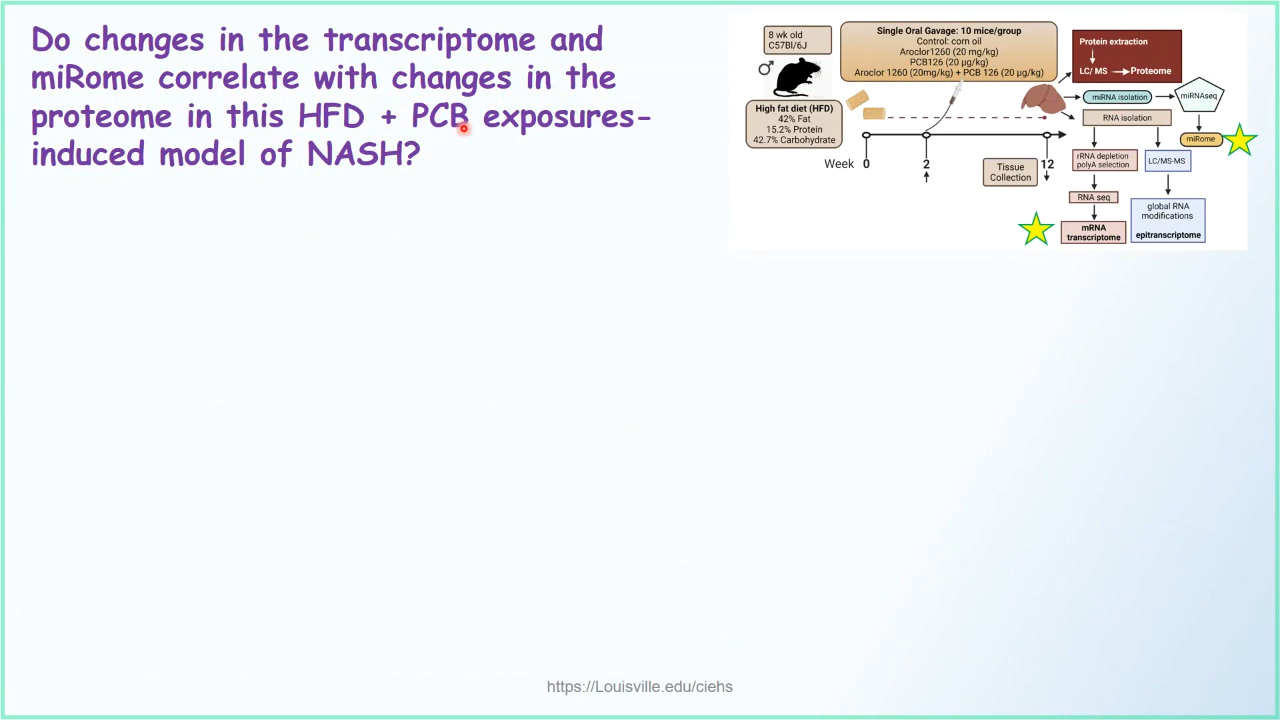 Do changes in the transcriptome and
miRome correlate with changes in the
proteome in this HFD + PCB exposures-
induced model of NASH?
8 wk old
C57Bl/6J
Single Oral Gavage: 10 mice/group
Control: corn oil
Aroclor1260 (20 mg/kg)
PCB126 (20 µg/kg)
Aroclor 1260 (20mg/kg) + PCB 126 (20 µg/kg)
High fat diet (HFD)
42% Fat
15.2% Protein
42.7% Carbohydrate
Week 0 2 12
Tissue
Collection
Protein extraction
LC/ MS Proteome
miRNA isolation
miRNAseq
RNA isolation
miRome
rRNA depletion
polyA selection
LC/MS-MS
RNA seq
mRNA
transcriptome
global RNA
modifications
epitranscriptome
https://Louisville.edu/ciehs